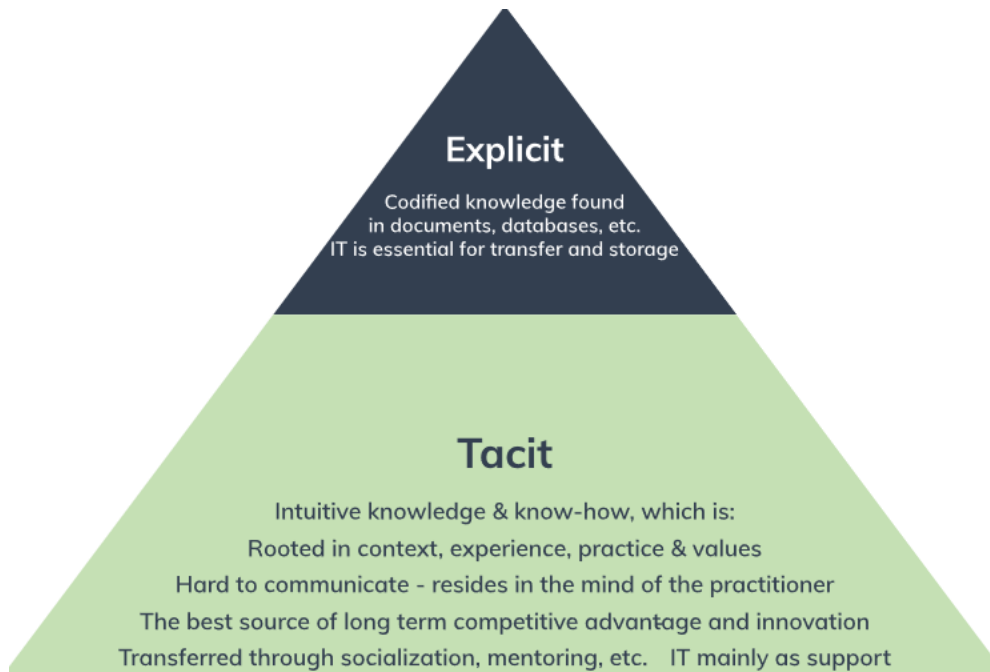 Explicit
Codified knowledge found
in documents, databases, etc.
IT is essential for transfer and storage
Tacit
Intuitive knowledge & know-how, which is:
Rooted in context, experience, practice & values
Hard to communicate - resides in the mind of the practitioner
The best source of long term competitive advantage and innovation
Transferred through socialization, mentoring, etc. IT mainly as support